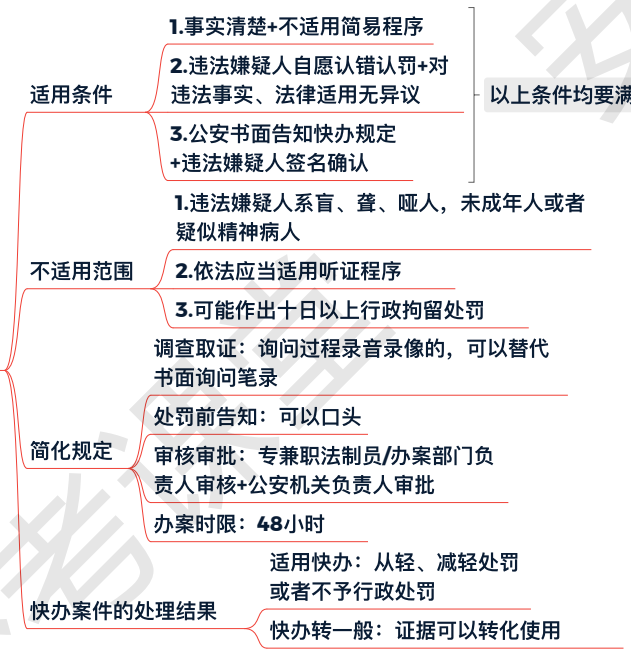 1.事实清楚+不适用简易程序
适用条件
2.违法嫌疑人自愿认错认罚+对
违法事实、法律适用无异议
以上条件均要满
3.公安书面告知快办规定
+违法嫌疑人签名确认
不适用范围
1.违法嫌疑人系盲、聋、哑人，未成年人或者
疑似精神病人
2.依法应当适用听证程序
3.可能作出十日以上行政拘留处罚
简化规定
调查取证：询问过程录音录像的，可以替代
书面询问笔录
处罚前告知：可以口头
审核审批：专兼职法制员/办案部门负
责人审核+公安机关负责人审批
办案时限：48小时
快办案件的处理结果
适用快办：从轻、减轻处罚
或者不予行政处罚
快办转一般：证据可以转化使用
考课堂